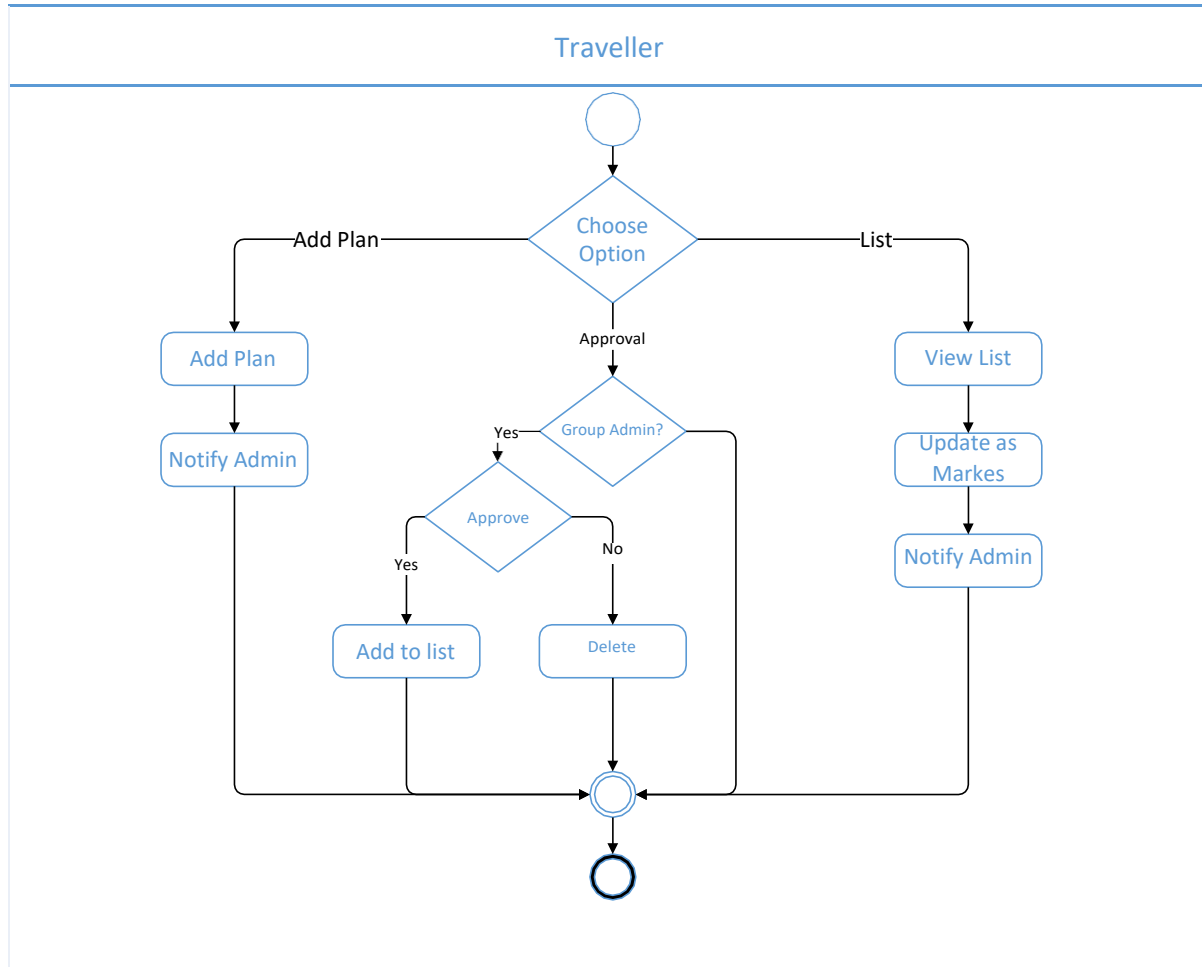 Traveller
Choose
Option
Add Plan
List
Approval
Add Plan
View List
Group Admin?
Yes
Notify Admin
Update as
Markes
Approve
No
Yes
Notify Admin
Add to list
Delete